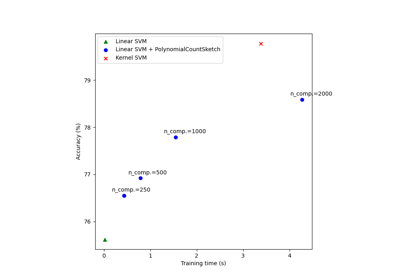 Linear SVM
Linear SVM + PolynomialCountSketch
Kernel SVM
n_comp.=2000
n_comp.=1000
n_comp.=500
n_comp.=250
79
78
77
76
Accuracy (%)
0 1 2 3 4
Training time (s)